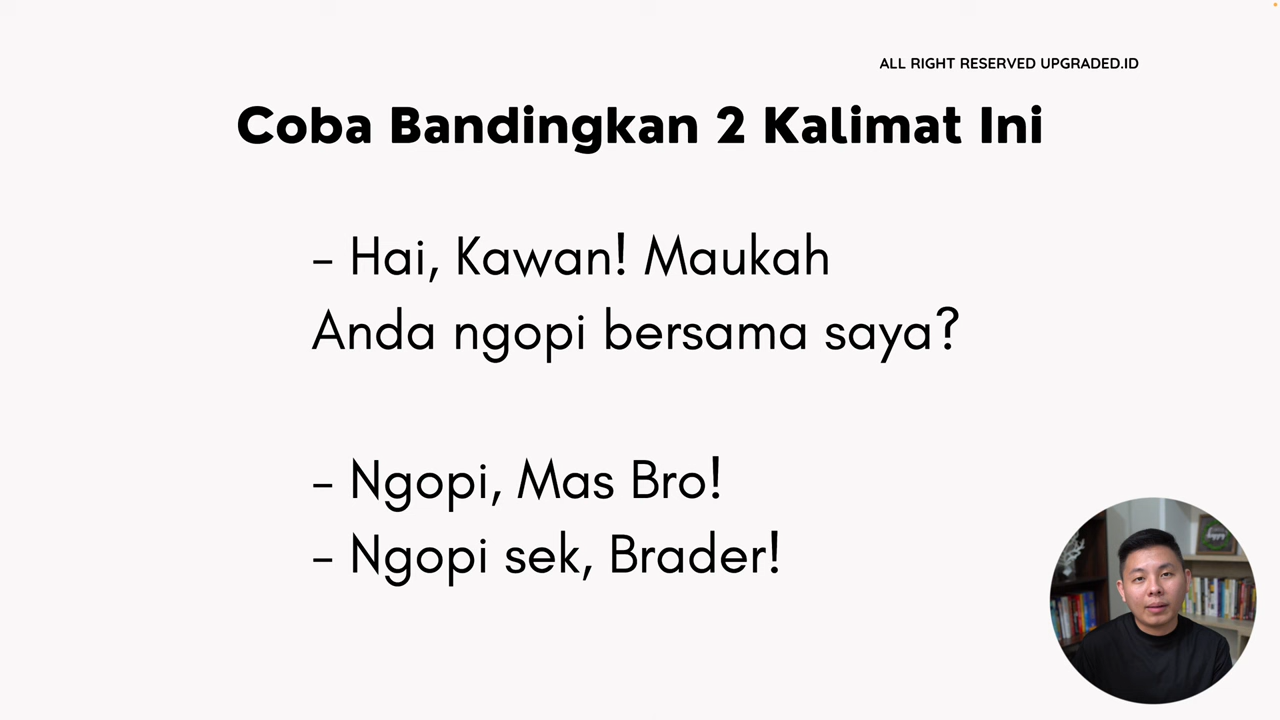 ALL RIGHT RESERVED UPGRADED.ID
Coba Bandingkan 2 Kalimat Ini
– Hai, Kawan! Maukah
Anda ngopi bersama saya?
– Ngopi, Mas Bro!
– Ngopi sek, Brader!